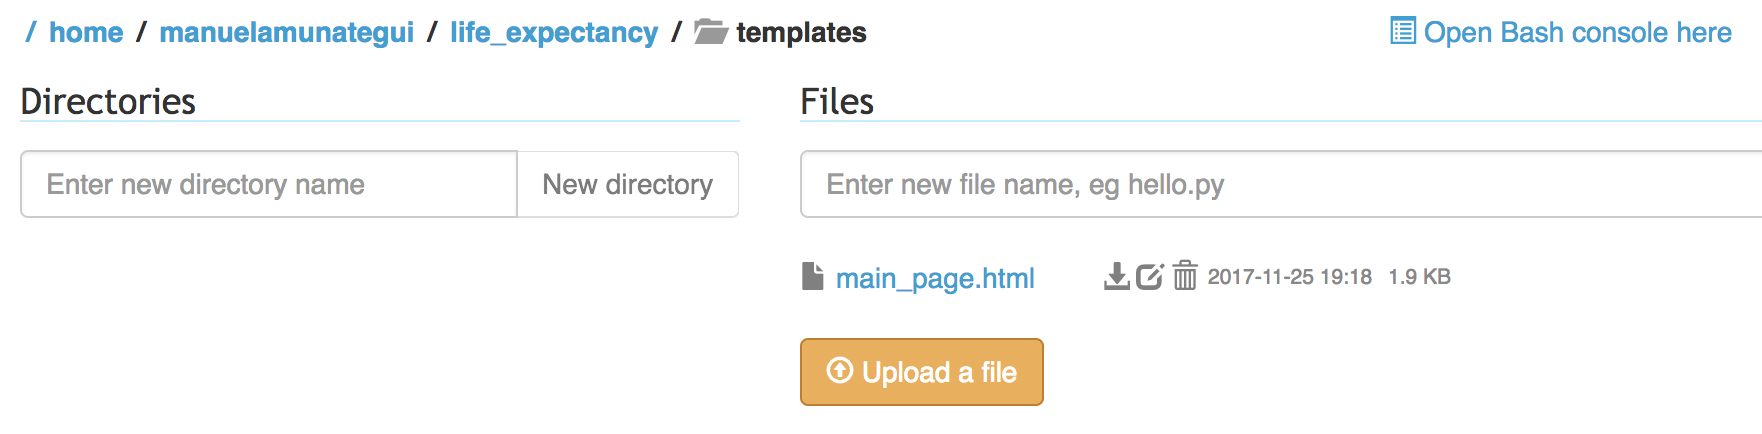 / home / manuelamunategui / life_expectancy / templates
Open Bash console here
Directories
Files
Enter new directory name
New directory
Enter new file name, eg hello.py
main_page.html 2017-11-25 19:18 1.9 KB
Upload a file